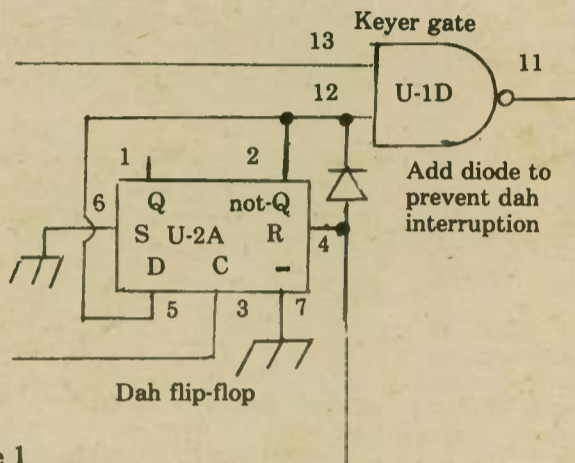 Keyer gate
13
11
12
U-1D
1
2
Add diode to
prevent dah
interruption
6
Q
not-Q
S
U-2A
R
4
D
C
5
3
7
Dah flip-flop
e 1